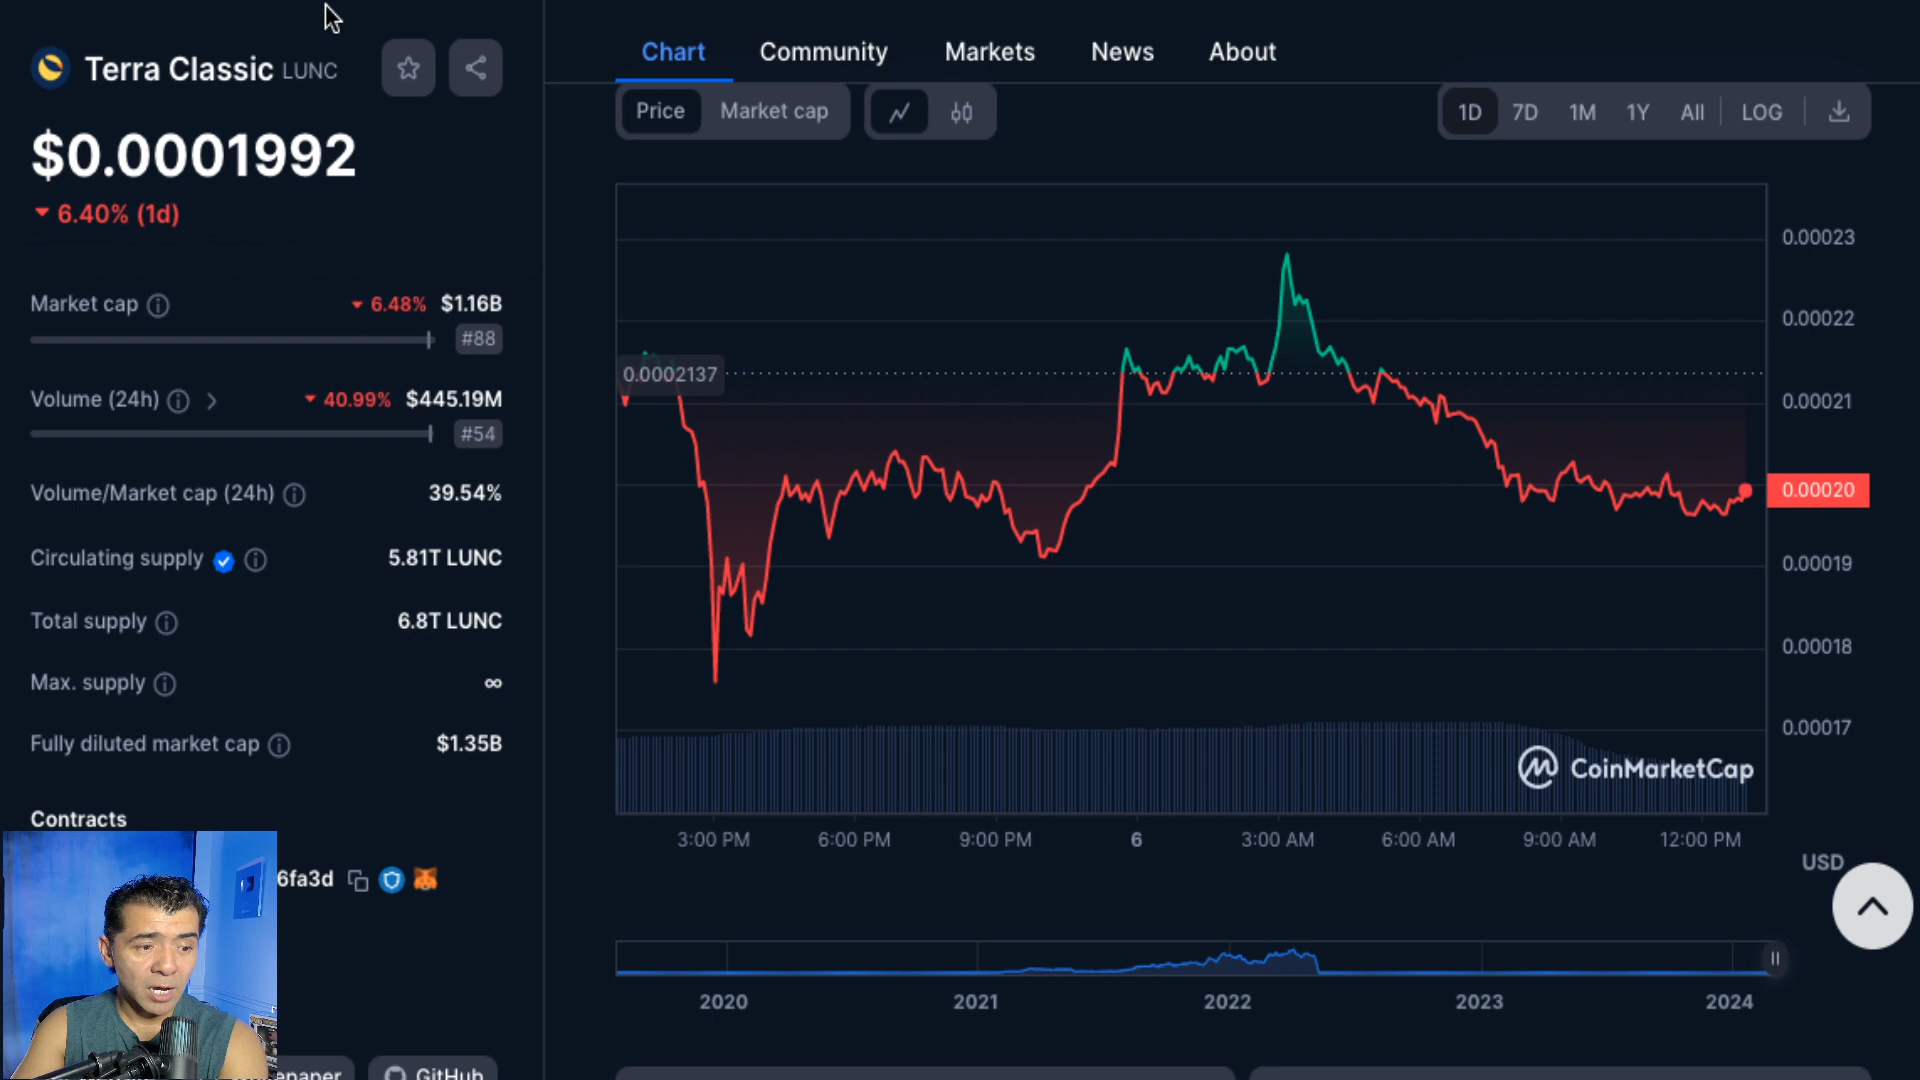 Terra Classic LUNC
$0.0001992
6.40% (1d)
Market cap 6.48% $1.16B
#88
Volume (24h) 40.99% $445.19M
#54
Volume/Market cap (24h) 39.54%
Circulating supply 5.81T LUNC
Total supply 6.8T LUNC
Max. supply ∞
Fully diluted market cap $1.35B
Contracts
6fa3d
GitHub
Chart Community Markets News About
Price Market cap
1D 7D 1M 1Y All LOG
0.0002137
0.00023
0.00022
0.00021
0.00020
0.00019
0.00018
0.00017
CoinMarketCap
3:00 PM 6:00 PM 9:00 PM 6 3:00 AM 6:00 AM 9:00 AM 12:00 PM
USD
2020 2021 2022 2023 2024